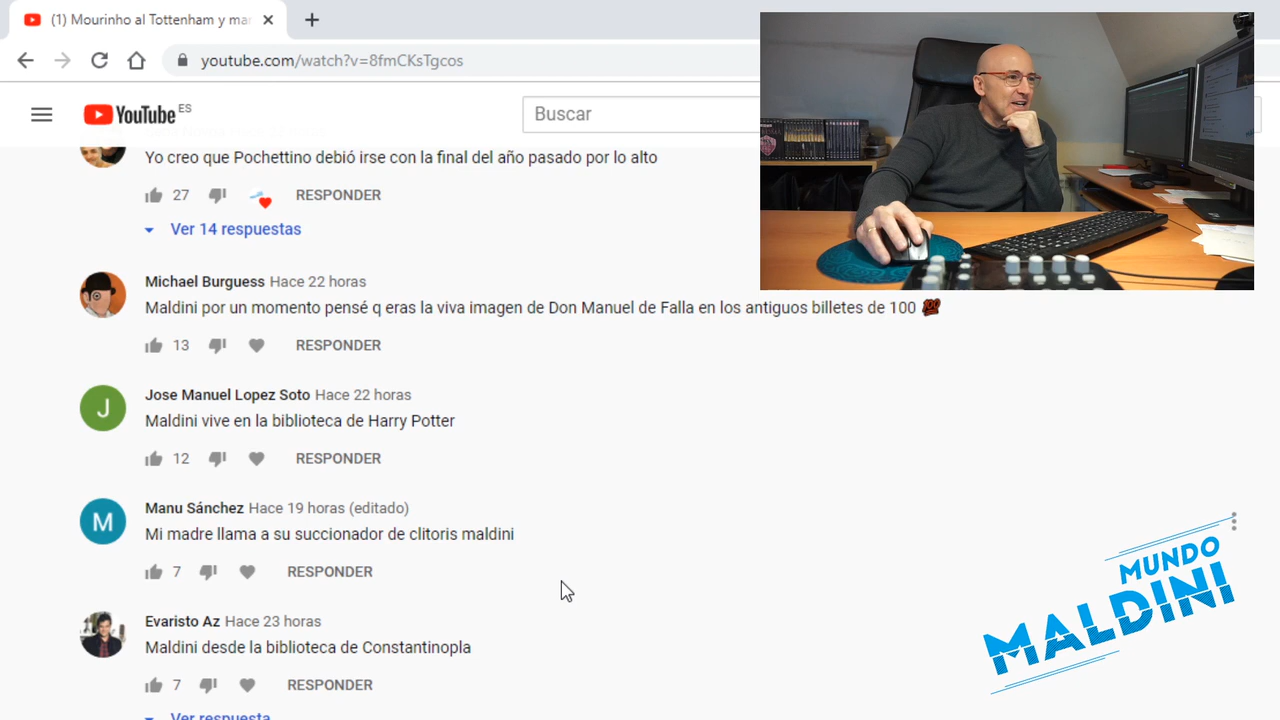 (1) Mourinho al Tottenham y ma
youtube.com/watch?v=8fmCKsTgcos
YouTube ES
Buscar
Yo creo que Pochettino debió irse con la final del año pasado por lo alto
27 RESPONDER
Ver 14 respuestas
Michael Burguess Hace 22 horas
Maldini por un momento pensé q eras la viva imagen de Don Manuel de Falla en los antiguos billetes de 100 💯
13 RESPONDER
J
Jose Manuel Lopez Soto Hace 22 horas
Maldini vive en la biblioteca de Harry Potter
12 RESPONDER
M
Manu Sánchez Hace 19 horas (editado)
Mi madre llama a su succionador de clitoris maldini
7 RESPONDER
Evaristo Az Hace 23 horas
Maldini desde la biblioteca de Constantinopla
7 RESPONDER
Ver respuesta
MUNDO
MALDINI